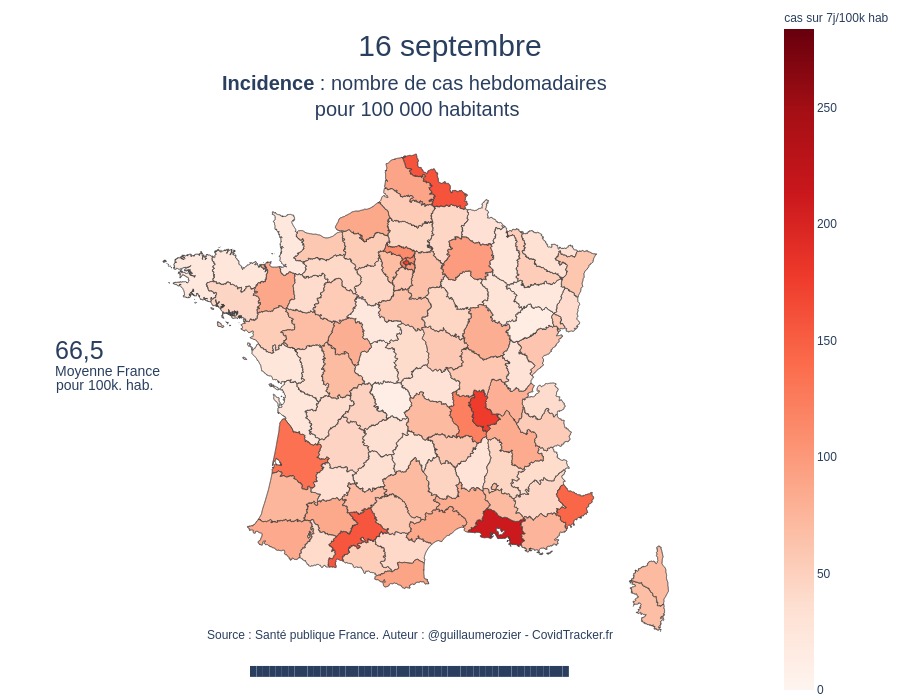 cas sur 7j/100k hab
16 septembre
Incidence : nombre de cas hebdomadaires
pour 100 000 habitants
250
200
150
100
50
0
66,5
Moyenne France
pour 100k. hab.
Source : Santé publique France. Auteur : @guillaumerozier - CovidTracker.fr